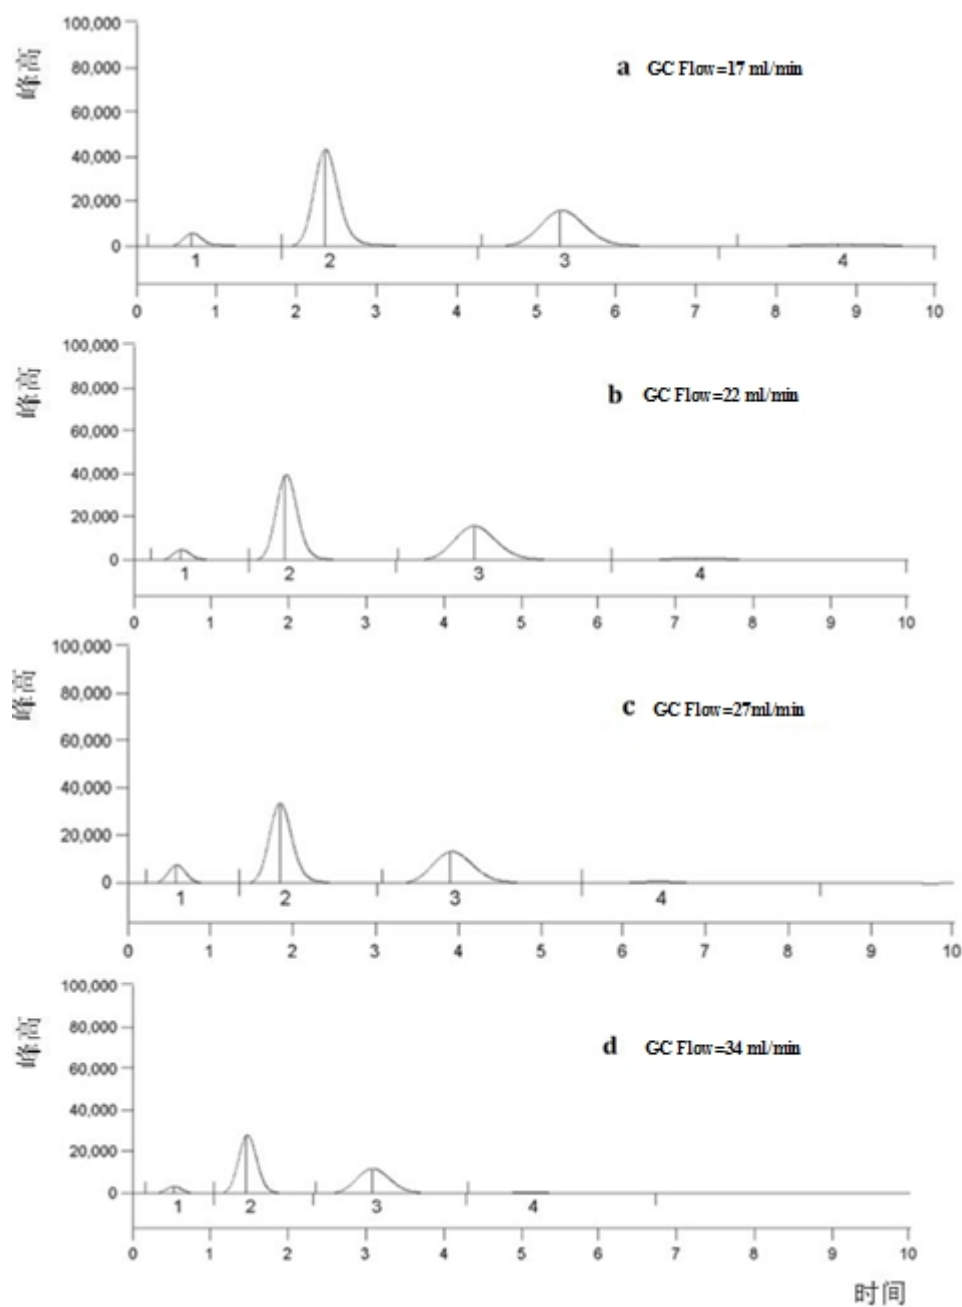 峰高
100,000
80,000
60,000
40,000
20,000
0
a GC Flow=17 ml/min
1 2 3 4
0 1 2 3 4 5 6 7 8 9 10
峰高
100,000
80,000
60,000
40,000
20,000
0
b GC Flow=22 ml/min
1 2 3 4
0 1 2 3 4 5 6 7 8 9 10
峰高
100,000
80,000
60,000
40,000
20,000
0
c GC Flow=27ml/min
1 2 3 4
0 1 2 3 4 5 6 7 8 9 10
峰高
100,000
80,000
60,000
40,000
20,000
0
d GC Flow=34 ml/min
1 2 3 4
0 1 2 3 4 5 6 7 8 9 10
时间